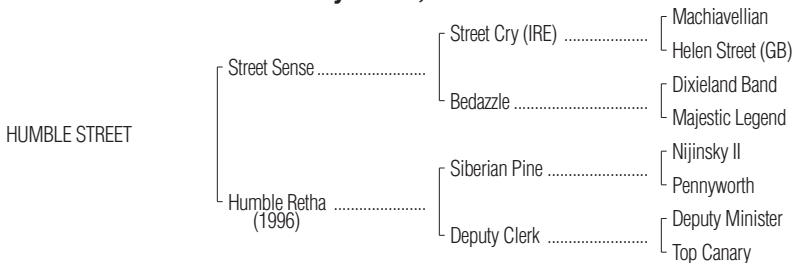 Machiavellian
Street Cry (IRE) ....................
Helen Street (GB)
Street Sense ..........................
Dixieland Band
Bedazzle .................................
Majestic Legend
HUMBLE STREET
Nijinsky II
Siberian Pine ........................
Pennyworth
Humble Retha ......................
(1996)
Deputy Minister
Deputy Clerk ........................
Top Canary